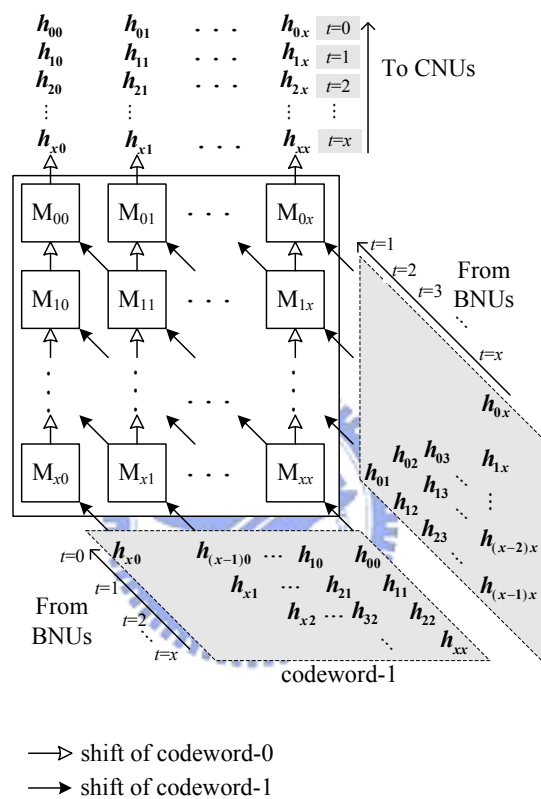 h00 h01 . . . . h0x t=0
h10 h11 . . . . h1x t=1
h20 h21 . . . . h2x t=2
To CNUs
⋮ ⋮ ⋮ ⋮
hx0 hx1 . . . hxx t=x
M00 M01 . . . M0x
M10 M11 . . . M1x
. . .
Mx0 Mx1 . . . Mxx
t=1
t=2
t=3
⋱
t=x
From
BNUs
h0x
h01 h02 h03 ⋱ h1x
h12 h13 ⋱ ⋮
h23 ⋱ h(x-2)x
h(x-1)x
t=0
t=1
t=2
⋱
t=x
From
BNUs
hx0 h(x-1)0 ... h10 h00
hx1 ... h21 h11
hx2 ... h32 h22
⋱ hxx
codeword-1
shift of codeword-0
shift of codeword-1